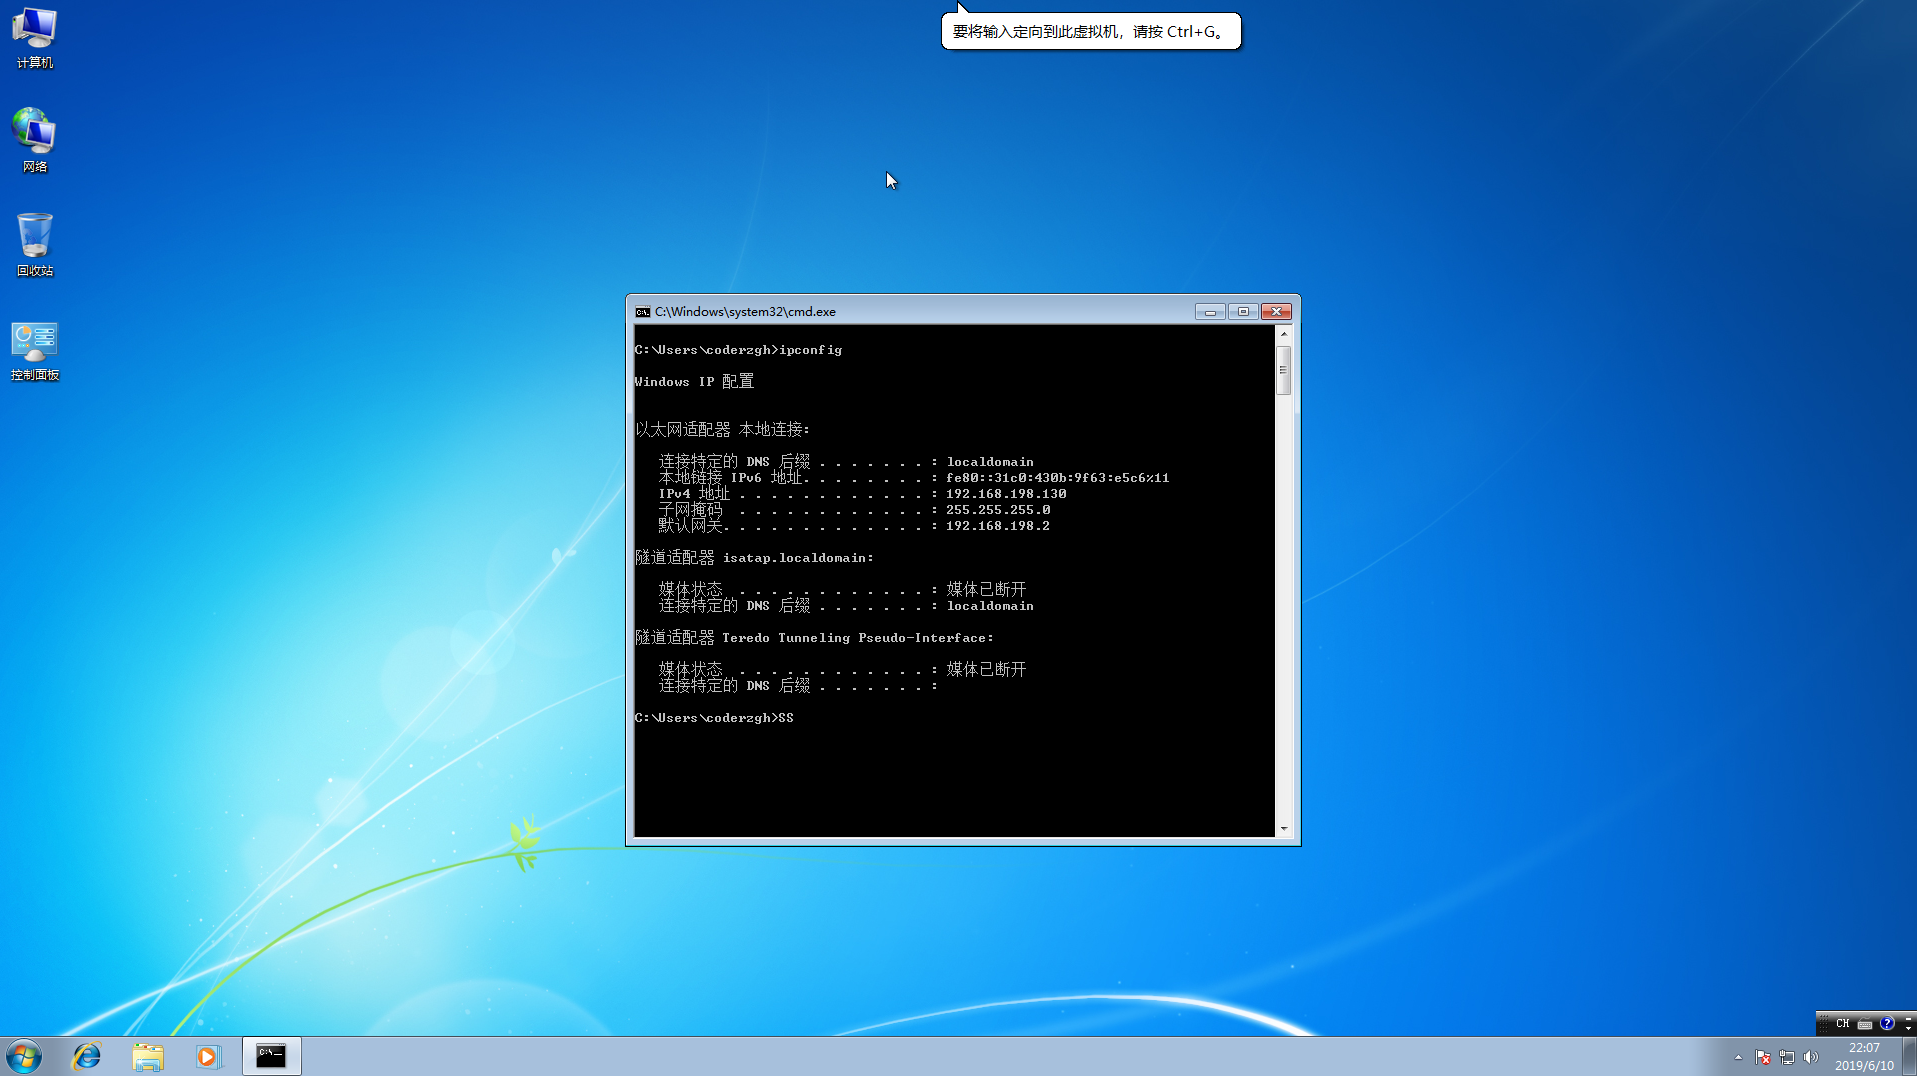 要将输入定向到此虚拟机，请按 Ctrl+G。
计算机
网络
回收站
控制面板
C:\Windows\system32\cmd.exe
C:\Users\coderzgh>ipconfig
Windows IP 配置
以太网适配器 本地连接:
连接特定的 DNS 后缀 . . . . . . . : localdomain
本地链接 IPv6 地址. . . . . . . . : fe80::31c0:430b:9f63:e5c6%11
IPv4 地址 . . . . . . . . . . . . : 192.168.198.130
子网掩码  . . . . . . . . . . . . : 255.255.255.0
默认网关. . . . . . . . . . . . . : 192.168.198.2
隧道适配器 isatap.localdomain:
媒体状态  . . . . . . . . . . . . : 媒体已断开
连接特定的 DNS 后缀 . . . . . . . : localdomain
隧道适配器 Teredo Tunneling Pseudo-Interface:
媒体状态  . . . . . . . . . . . . : 媒体已断开
连接特定的 DNS 后缀 . . . . . . . :
C:\Users\coderzgh>SS
CH
22:07
2019/6/10